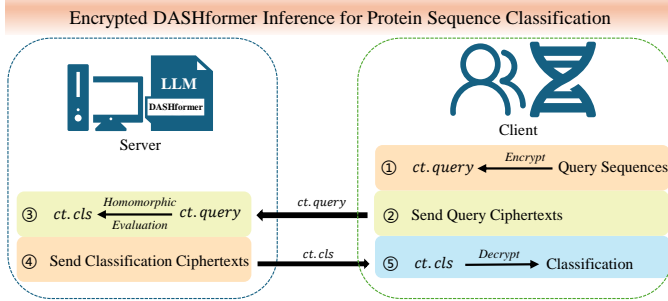 Encrypted DASHformer Inference for Protein Sequence Classification
LLM
DASHformer
Server
Client
① ct.query Encrypt Query Sequences
ct.query
② Send Query Ciphertexts
③ ct.cls Homomorphic Evaluation ct.query
④ Send Classification Ciphertexts
ct.cls
⑤ ct.cls Decrypt Classification